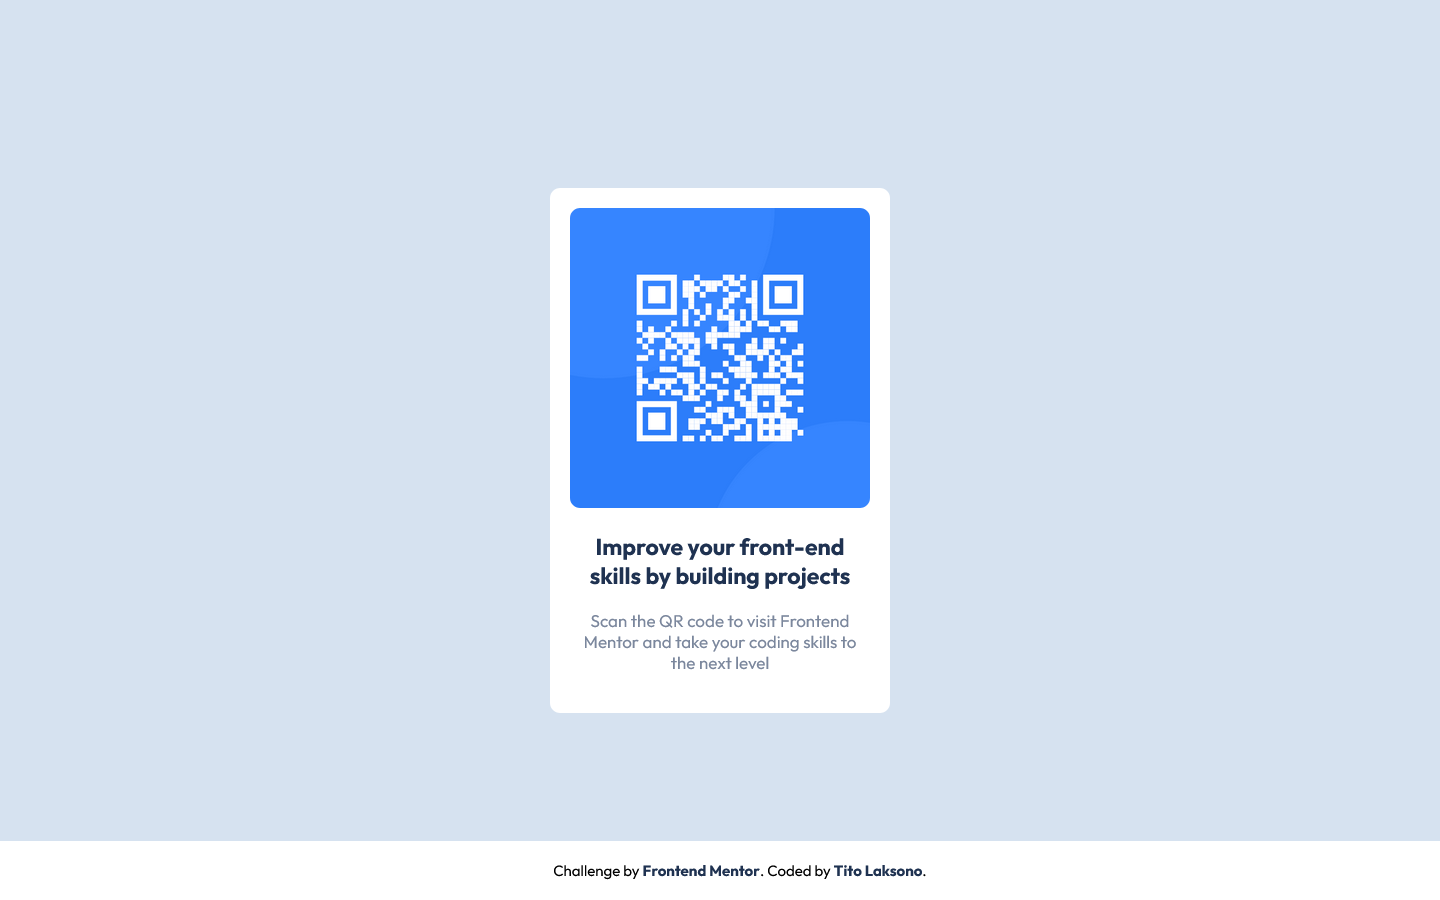 Improve your front-end
skills by building projects
Scan the QR code to visit Frontend
Mentor and take your coding skills to
the next level
Challenge by Frontend Mentor. Coded by Tito Laksono.